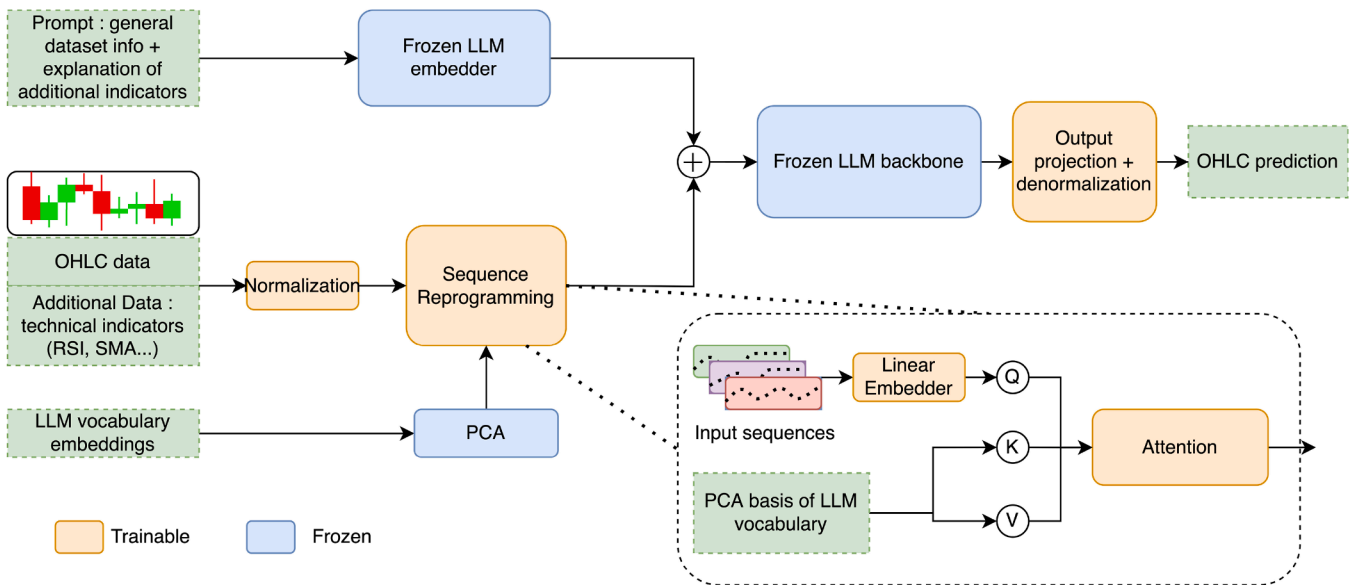 Prompt : general
dataset info +
explanation of
additional indicators
Frozen LLM
embedder
Frozen LLM backbone
Output
projection +
denormalization
OHLC prediction
OHLC data
Additional Data :
technical indicators
(RSI, SMA...)
Normalization
Sequence
Reprogramming
LLM vocabulary
embeddings
PCA
Input sequences
Linear
Embedder
Q
K
V
PCA basis of LLM
vocabulary
Attention
Trainable
Frozen